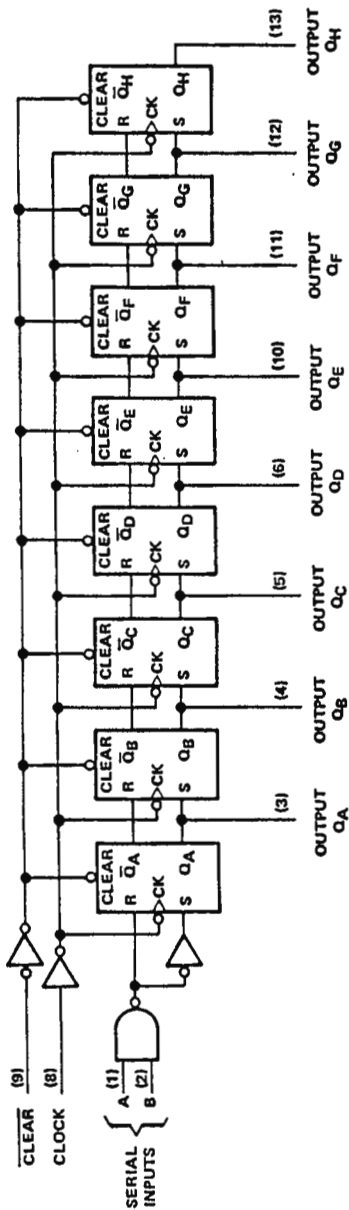 C̅L̅E̅A̅R̅ (9)
CLOCK (8)
SERIAL
INPUTS
A (1)
B (2)
CLEAR
R Q̅A
CK
S QA
CLEAR
R Q̅B
CK
S QB
CLEAR
R Q̅C
CK
S QC
CLEAR
R Q̅D
CK
S QD
CLEAR
R Q̅E
CK
S QE
CLEAR
R Q̅F
CK
S QF
CLEAR
R Q̅G
CK
S QG
CLEAR
R Q̅H
CK
S QH
(3)
OUTPUT
QA
(4)
OUTPUT
QB
(5)
OUTPUT
QC
(6)
OUTPUT
QD
(10)
OUTPUT
QE
(11)
OUTPUT
QF
(12)
OUTPUT
QG
(13)
OUTPUT
QH